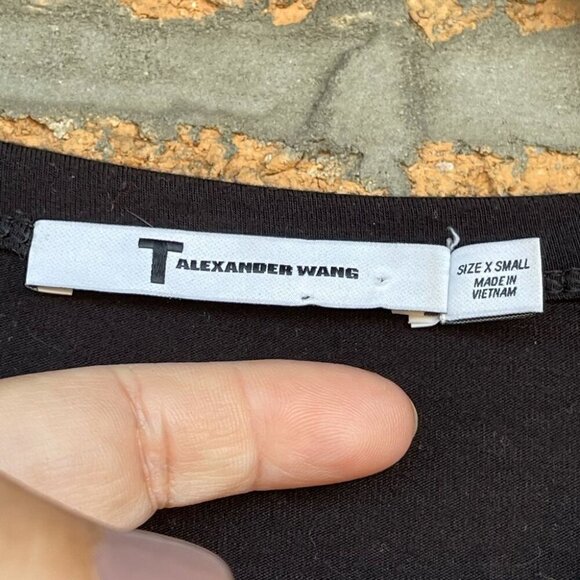 T ALEXANDER WANG
SIZE X SMALL
MADE IN
VIETNAM